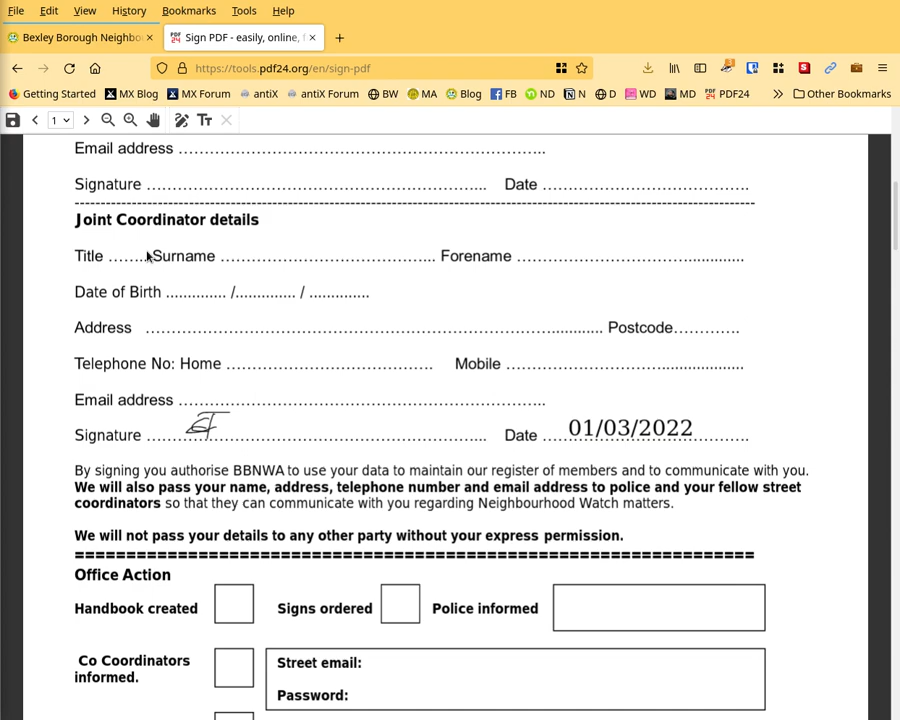 File Edit View History Bookmarks Tools Help
Bexley Borough Neighbo × Sign PDF - easily, online, f × +
https://tools.pdf24.org/en/sign-pdf
Getting Started MX Blog MX Forum antiX antiX Forum BW MA Blog FB ND N D WD MD PDF24 Other Bookmarks
1
Email address ……………………………………………………..
Signature ………………………………………………... Date ……………………………….
--------------------------------------------------------------------------------
Joint Coordinator details
Title ……..Surname ………………………………….. Forename ………………………...............
Date of Birth .............. /.............. / ..............
Address ………………………………………………………........... Postcode………….
Telephone No: Home ………………………………. Mobile …………………….....................
Email address ……………………………………………………..
Signature ………………………………………………... Date 01/03/2022
By signing you authorise BBNWA to use your data to maintain our register of members and to communicate with you.
We will also pass your name, address, telephone number and email address to police and your fellow street
coordinators so that they can communicate with you regarding Neighbourhood Watch matters.
We will not pass your details to any other party without your express permission.
==================================================================
Office Action
Handbook created Signs ordered Police informed
Co Coordinators
informed.
Street email:
Password: